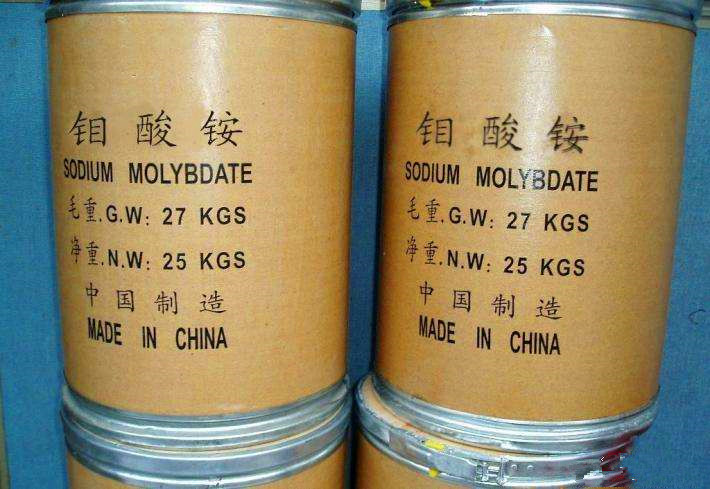 钼酸铵
SODIUM MOLYBDATE
毛重.G.W: 27 KGS
净重.N.W: 25 KGS
中国制造
MADE IN CHINA
钼酸铵
SODIUM MOLYBDATE
毛重.G.W: 27 KGS
净重.N.W: 25 KGS
中国制造
MADE IN CHINA